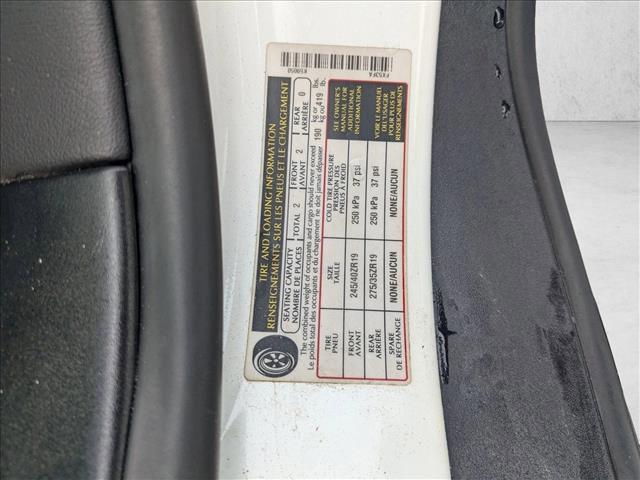 TIRE AND LOADING INFORMATION
RENSEIGNEMENTS SUR LES PNEUS ET LE CHARGEMENT
SEATING CAPACITY
NOMBRE DE PLACES
TOTAL 2
FRONT
AVANT 2
REAR
ARRIÈRE 0
The combined weight of occupants and cargo should never exceed 190 kg or 419 lbs.
Le poids total des occupants et du chargement ne doit jamais dépasser kg ou lb.
TIRE
PNEU
SIZE
TAILLE
COLD TIRE PRESSURE
PRESSION DES
PNEUS A FROID
SEE OWNER'S
MANUAL FOR
ADDITIONAL
INFORMATION
FRONT
AVANT
245/40ZR19
250 kPa 37 psi
REAR
ARRIÈRE
275/35ZR19
250 kPa 37 psi
VOIR LE MANUEL
DE L'USAGER
POUR PLUS DE
RENSEIGNEMENTS
SPARE
DE RECHANGE
NONE/AUCUN
NONE/AUCUN